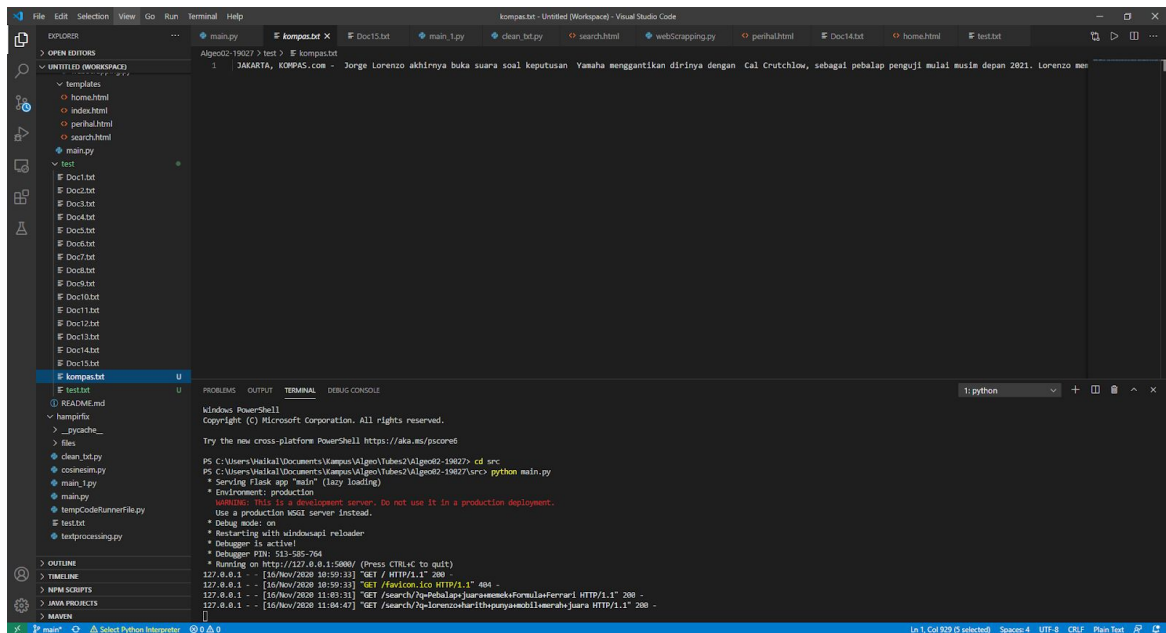 File Edit Selection View Go Run Terminal Help
kompas.txt - Untitled (Workspace) - Visual Studio Code
EXPLORER
main.py kompas.txt Doc15.txt main_1.py clean_txt.py search.html webScrapping.py perihal.html Doc14.txt home.html test.txt
OPEN EDITORS
Algeo02-19027 > test > kompas.txt
UNTITLED (WORKSPACE)
1 JAKARTA, KOMPAS.com - Jorge Lorenzo akhirnya buka suara soal keputusan Yamaha menggantikan dirinya dengan Cal Crutchlow, sebagai pebalap penguji mulai musim depan 2021. Lorenzo men
templates
home.html
index.html
perihal.html
search.html
main.py
test
Doc1.txt
Doc2.txt
Doc3.txt
Doc4.txt
Doc5.txt
Doc6.txt
Doc7.txt
Doc8.txt
Doc9.txt
Doc10.txt
Doc11.txt
Doc12.txt
Doc13.txt
Doc14.txt
Doc15.txt
kompas.txt U
test.txt U
README.md
hampirfix
__pycache__
files
clean_txt.py
cosinesim.py
main_1.py
main.py
tempCodeRunnerFile.py
test.txt
textprocessing.py
OUTLINE
TIMELINE
NPM SCRIPTS
JAVA PROJECTS
MAVEN
PROBLEMS OUTPUT TERMINAL DEBUG CONSOLE
1: python
Windows PowerShell
Copyright (C) Microsoft Corporation. All rights reserved.
Try the new cross-platform PowerShell https://aka.ms/pscore6
PS C:\Users\Haikal\Documents\Kampus\Algeo\Tubes2\Algeo02-19027> cd src
PS C:\Users\Haikal\Documents\Kampus\Algeo\Tubes2\Algeo02-19027\src> python main.py
* Serving Flask app "main" (lazy loading)
* Environment: production
WARNING: This is a development server. Do not use it in a production deployment.
Use a production WSGI server instead.
* Debug mode: on
* Restarting with windowsapi reloader
* Debugger is active!
* Debugger PIN: 513-585-764
* Running on http://127.0.0.1:5000/ (Press CTRL+C to quit)
127.0.0.1 - - [16/Nov/2020 10:59:33] "GET / HTTP/1.1" 200 -
127.0.0.1 - - [16/Nov/2020 10:59:33] "GET /favicon.ico HTTP/1.1" 404 -
127.0.0.1 - - [16/Nov/2020 11:03:31] "GET /search/?q=Pebalap+juara+memek+Formula+Ferrari HTTP/1.1" 200 -
127.0.0.1 - - [16/Nov/2020 11:04:47] "GET /search/?q=lorenzo+harith+punya+mobil+merah+juara HTTP/1.1" 200 -
main* Select Python Interpreter 0 0
Ln 1, Col 929 (5 selected) Spaces: 4 UTF-8 CRLF Plain Text